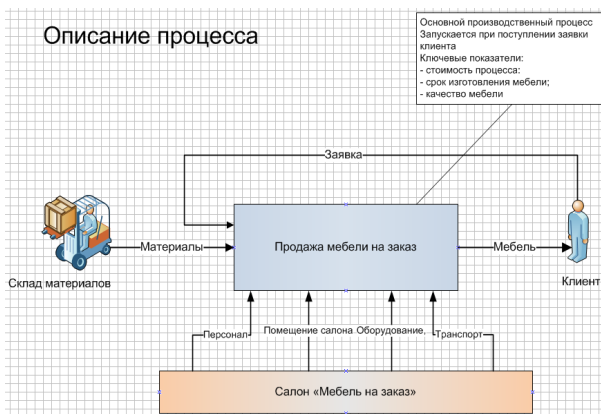 Описание процесса
Основной производственный процесс
Запускается при поступлении заявки
клиента
Ключевые показатели:
- стоимость процесса:
- срок изготовления мебели;
- качество мебели
Заявка
Материалы
Продажа мебели на заказ
Мебель
Склад материалов
Клиент
Персонал
Помещение салона
Оборудование.
Транспорт
Салон «Мебель на заказ»